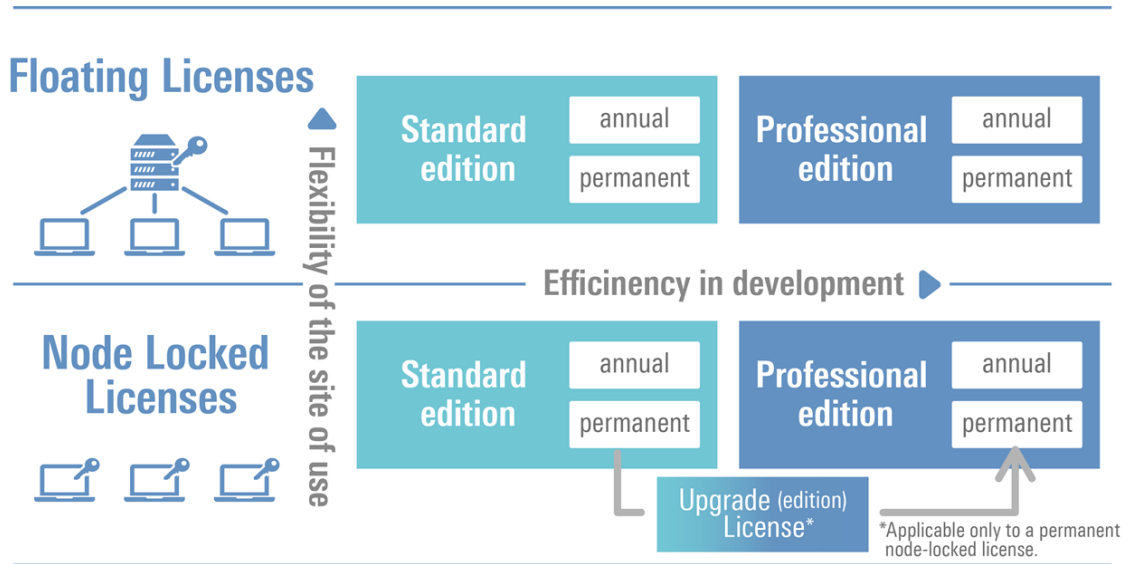 Floating Licenses
Flexibility of the site of use
Standard
edition
annual
permanent
Professional
edition
annual
permanent
Efficinency in development
Node Locked
Licenses
Standard
edition
annual
permanent
Professional
edition
annual
permanent
Upgrade (edition)
License*
*Applicable only to a permanent
node-locked license.